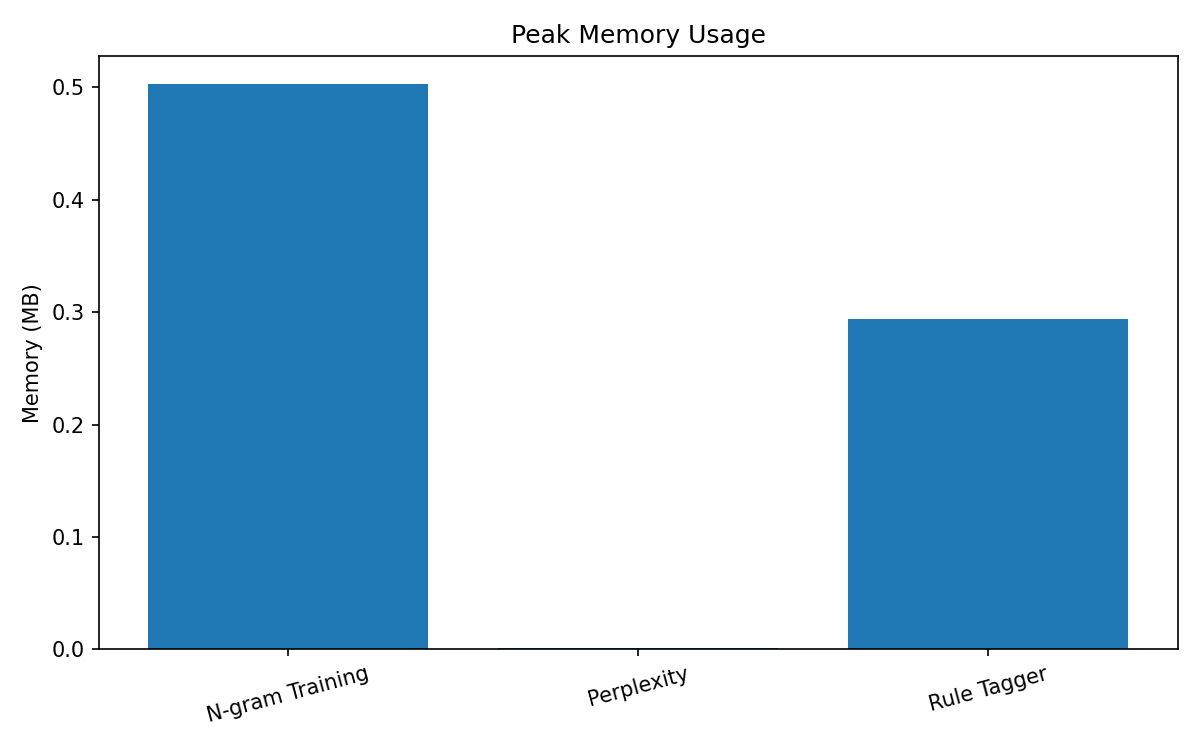 Peak Memory Usage
Memory (MB)
0.5
0.4
0.3
0.2
0.1
0.0
N-gram Training
Perplexity
Rule Tagger